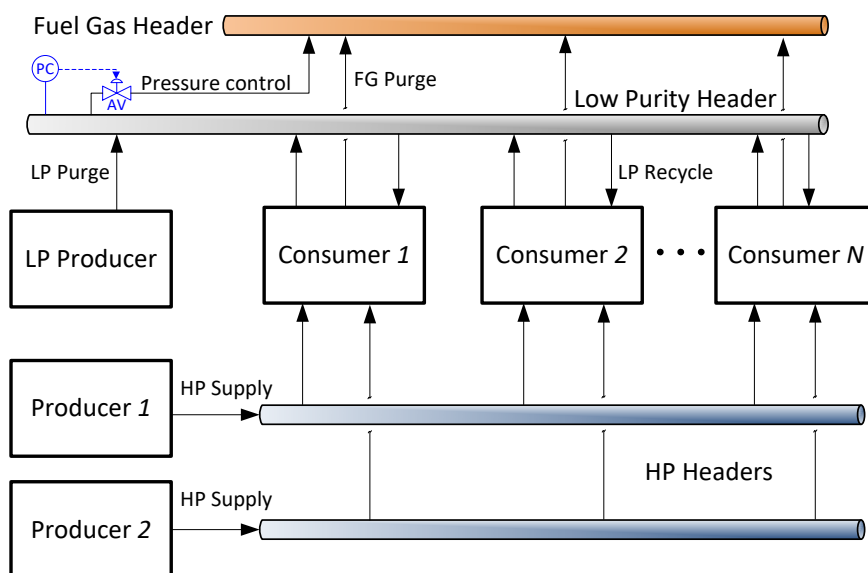 Fuel Gas Header
PC
AV
Pressure control
FG Purge
Low Purity Header
LP Purge
LP Recycle
LP Producer
Consumer 1
Consumer 2
• • •
Consumer N
HP Supply
Producer 1
HP Headers
HP Supply
Producer 2